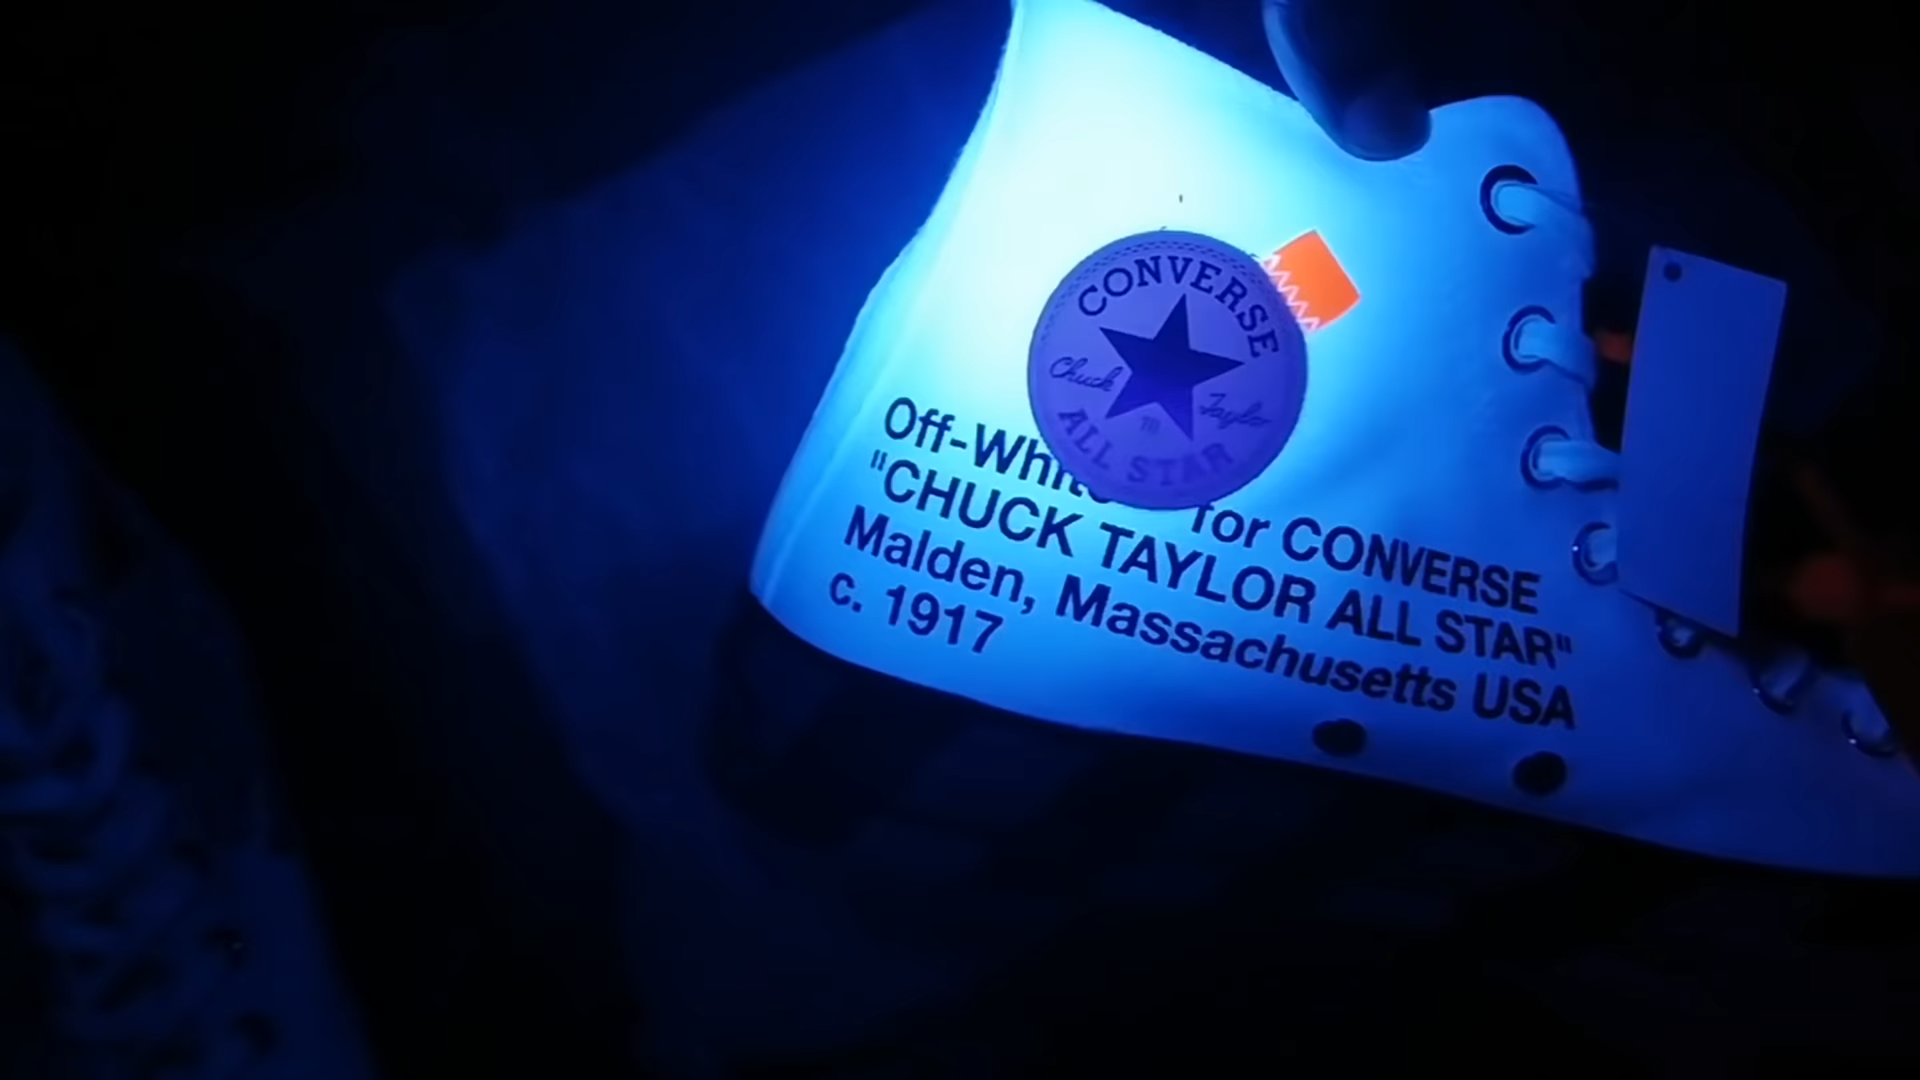 CONVERSE
Chuck Taylor
ALL STAR
Off-White for CONVERSE
"CHUCK TAYLOR ALL STAR"
Malden, Massachusetts USA
c. 1917